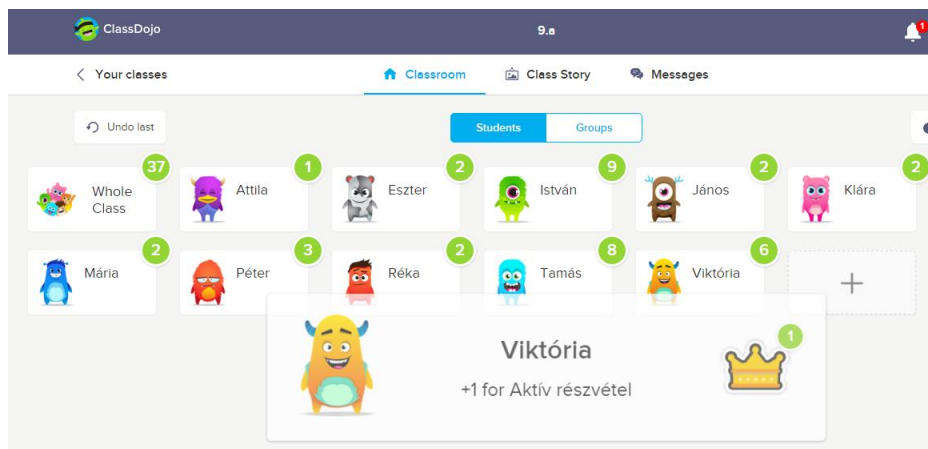 ClassDojo
9.a
1
Your classes
Classroom
Class Story
Messages
Undo last
Students
Groups
37
Whole
Class
1
Attila
2
Eszter
9
István
2
János
2
Klára
2
Mária
3
Péter
2
Réka
8
Tamás
6
Viktória
Viktória
+1 for Aktív részvétel
1